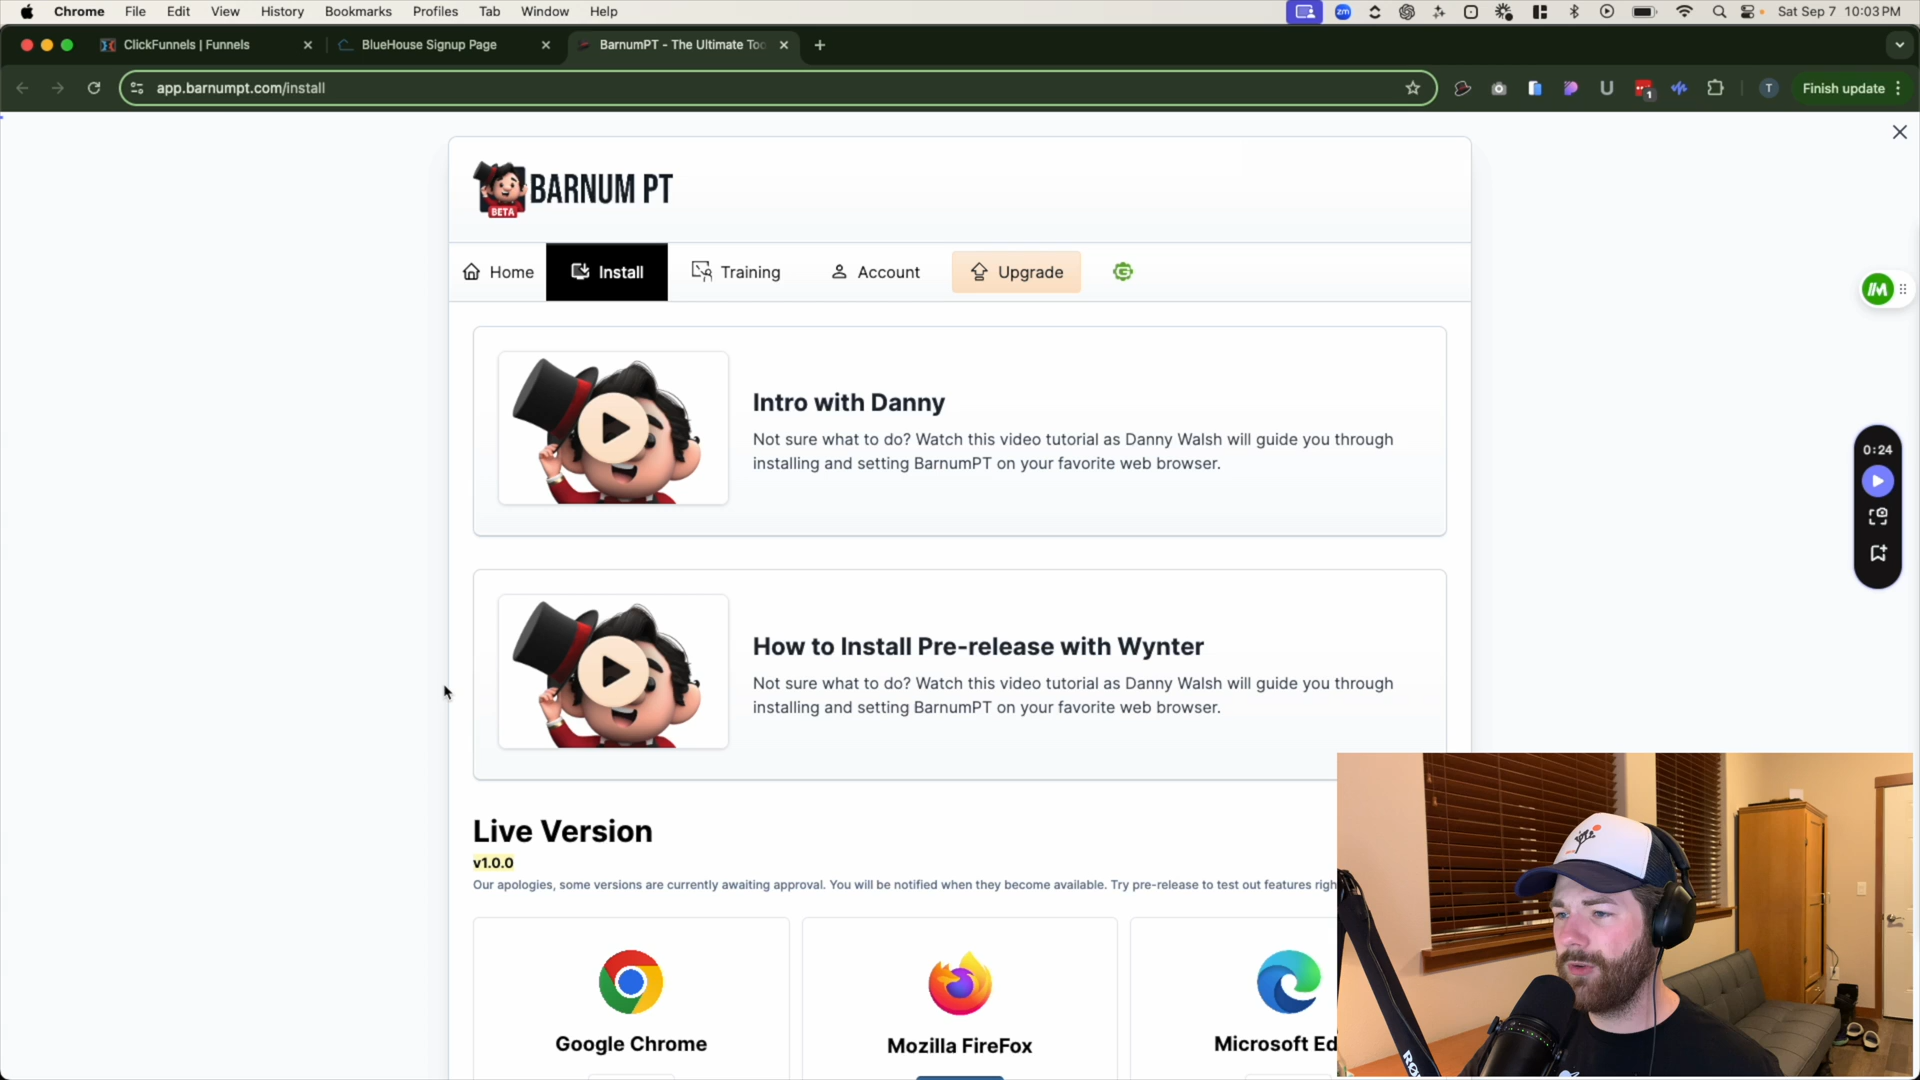 Chrome File Edit View History Bookmarks Profiles Tab Window Help zm Sat Sep 7 10:03 PM
ClickFunnels | Funnels BlueHouse Signup Page BarnumPT - The Ultimate Too
app.barnumpt.com/install U 1 T Finish update
BETA BARNUM PT
Home Install Training Account Upgrade G
Intro with Danny
Not sure what to do? Watch this video tutorial as Danny Walsh will guide you through
installing and setting BarnumPT on your favorite web browser.
0:24
How to Install Pre-release with Wynter
Not sure what to do? Watch this video tutorial as Danny Walsh will guide you through
installing and setting BarnumPT on your favorite web browser.
Live Version
v1.0.0
Our apologies, some versions are currently awaiting approval. You will be notified when they become available. Try pre-release to test out features righ
Google Chrome Mozilla FireFox Microsoft Ed